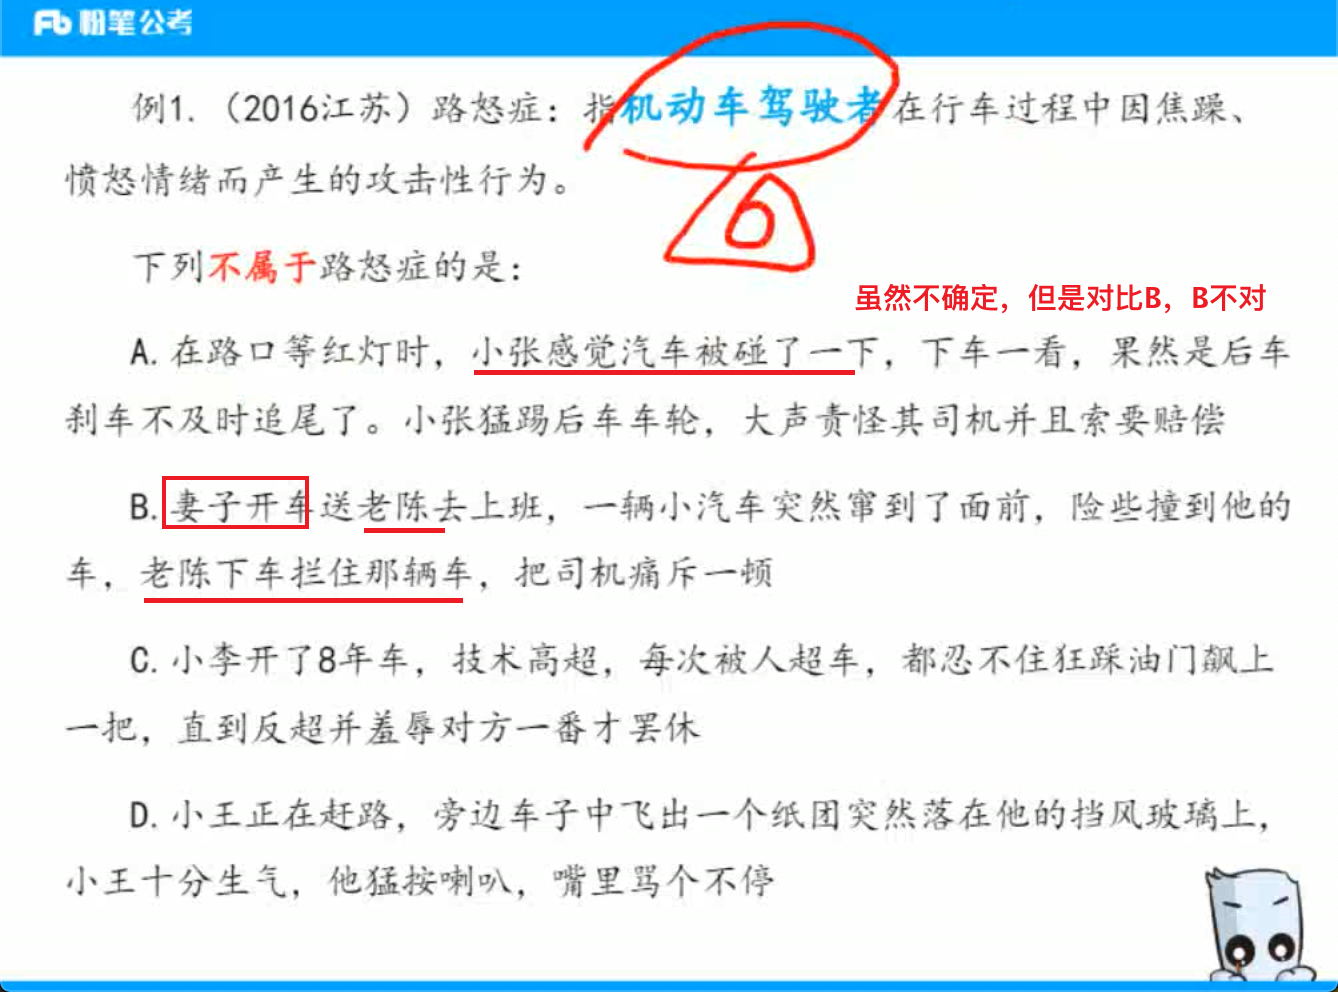 粉笔公考
例1.（2016江苏）路怒症：指机动车驾驶者在行车过程中因焦躁、
愤怒情绪而产生的攻击性行为。
下列不属于路怒症的是：
虽然不确定，但是对比B，B不对
A.在路口等红灯时，小张感觉汽车被碰了一下，下车一看，果然是后车
刹车不及时追尾了。小张猛踢后车车轮，大声责怪其司机并且索要赔偿
B.妻子开车送老陈去上班，一辆小汽车突然窜到了面前，险些撞到他的
车，老陈下车拦住那辆车，把司机痛斥一顿
C.小李开了8年车，技术高超，每次被人超车，都忍不住狂踩油门飙上
一把，直到反超并羞辱对方一番才罢休
D.小王正在赶路，旁边车子中飞出一个纸团突然落在他的挡风玻璃上，
小王十分生气，他猛按喇叭，嘴里骂个不停